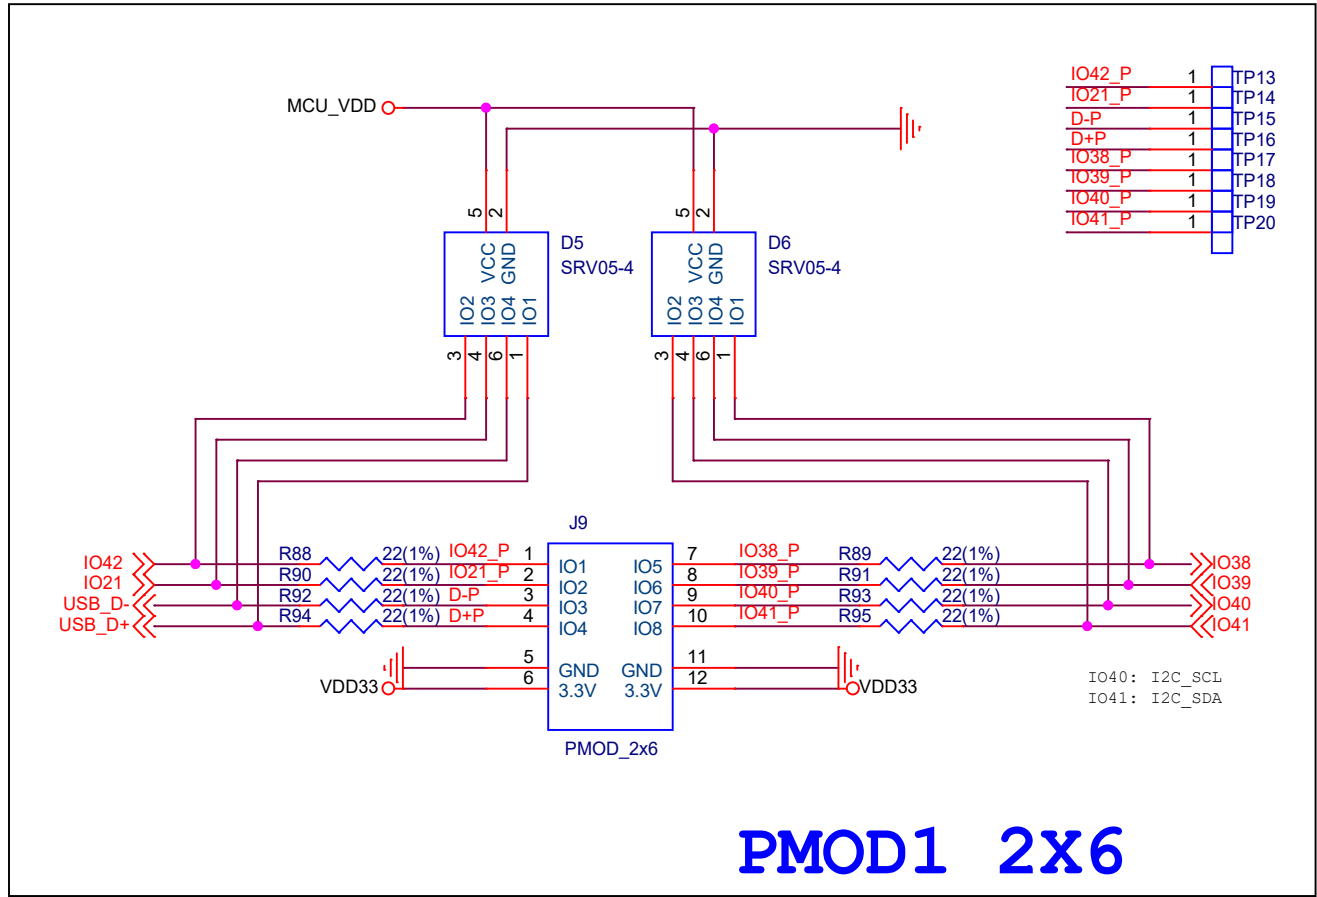 IO42_P 1 TP13
IO21_P 1 TP14
D-P 1 TP15
D+P 1 TP16
IO38_P 1 TP17
IO39_P 1 TP18
IO40_P 1 TP19
IO41_P 1 TP20
MCU_VDD
5 2
VCC GND
IO2 IO3 IO4 IO1
3 4 6 1
D5
SRV05-4
5 2
VCC GND
IO2 IO3 IO4 IO1
3 4 6 1
D6
SRV05-4
J9
IO42 R88 22(1%) IO42_P 1 IO1 IO5 7 IO38_P R89 22(1%) IO38
IO21 R90 22(1%) IO21_P 2 IO2 IO6 8 IO39_P R91 22(1%) IO39
USB_D- R92 22(1%) D-P 3 IO3 IO7 9 IO40_P R93 22(1%) IO40
USB_D+ R94 22(1%) D+P 4 IO4 IO8 10 IO41_P R95 22(1%) IO41
5 GND GND 11
VDD33 6 3.3V 3.3V 12 VDD33
PMOD_2x6
IO40: I2C_SCL
IO41: I2C_SDA
PMOD1 2X6